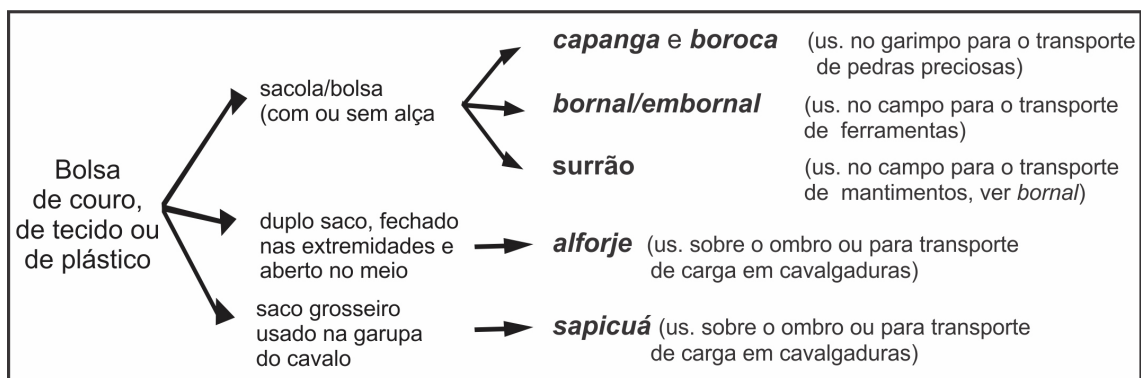 Bolsa
de couro,
de tecido ou
de plástico
sacola/bolsa
(com ou sem alça
capanga e boroca (us. no garimpo para o transporte
de pedras preciosas)
bornal/embornal (us. no campo para o transporte
de ferramentas)
surrão (us. no campo para o transporte
de mantimentos, ver bornal)
duplo saco, fechado
nas extremidades e
aberto no meio
alforje (us. sobre o ombro ou para transporte
de carga em cavalgaduras)
saco grosseiro
usado na garupa
do cavalo
sapicuá (us. sobre o ombro ou para transporte
de carga em cavalgaduras)